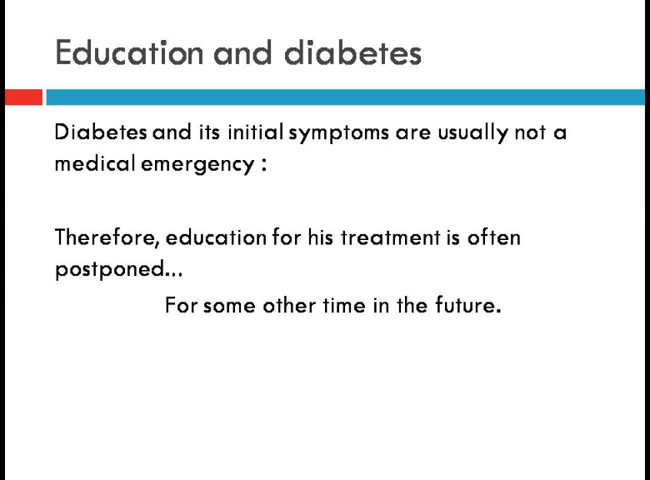 Education and diabetes
Diabetes and its initial symptoms are usually not a
medical emergency :
Therefore, education for his treatment is often
postponed...
For some other time in the future.